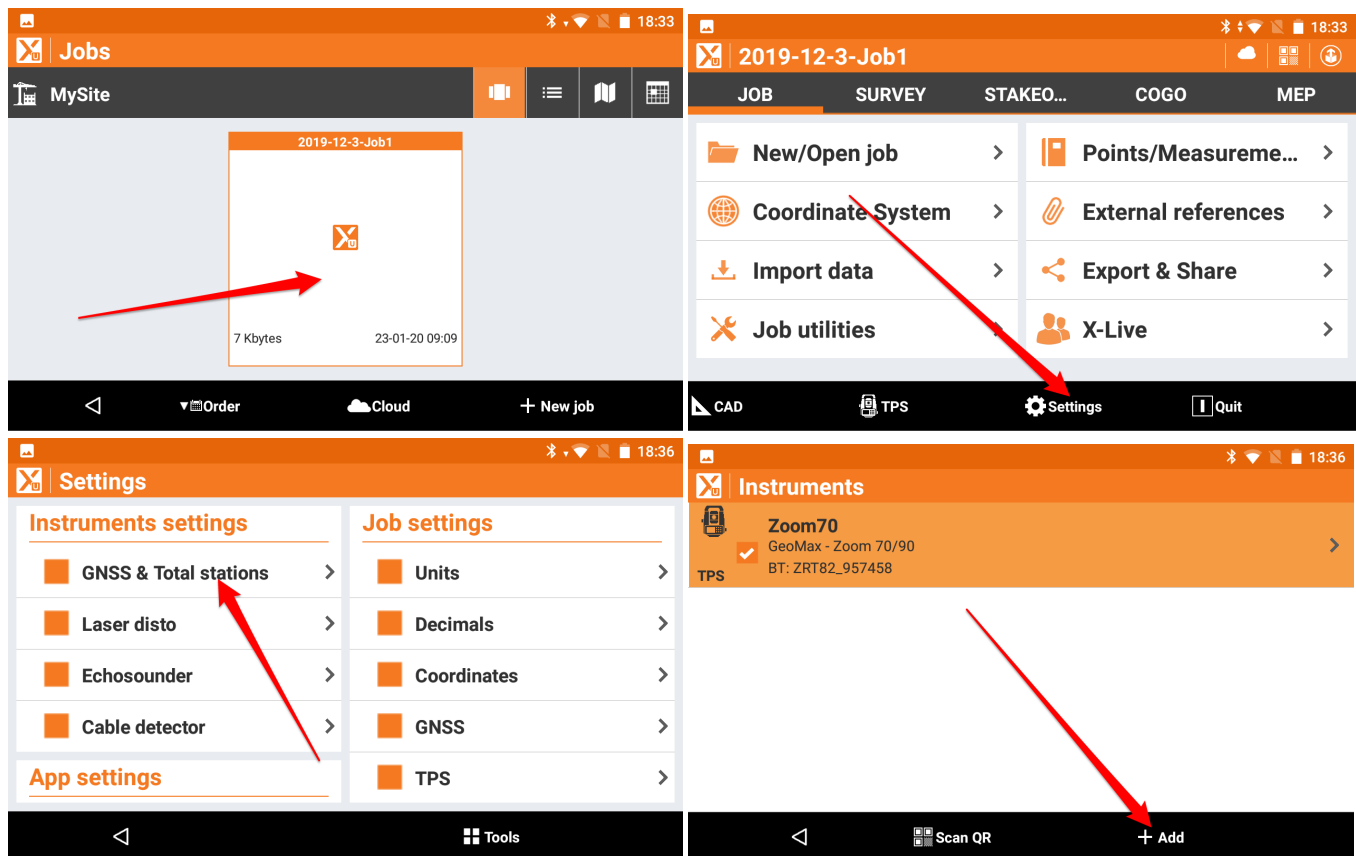 18:33
Jobs
MySite
2019-12-3-Job1
7 Kbytes 23-01-20 09:09
Order Cloud New job
18:33
2019-12-3-Job1
JOB SURVEY STAKEO... COGO MEP
New/Open job Points/Measureme...
Coordinate System External references
Import data Export & Share
Job utilities X-Live
CAD TPS Settings Quit
18:36
Settings
Instruments settings
GNSS & Total stations
Laser disto
Echosounder
Cable detector
App settings
Job settings
Units
Decimals
Coordinates
GNSS
TPS
Tools
18:36
Instruments
Zoom70
GeoMax - Zoom 70/90
TPS
BT: ZRT82_957458
Scan QR Add